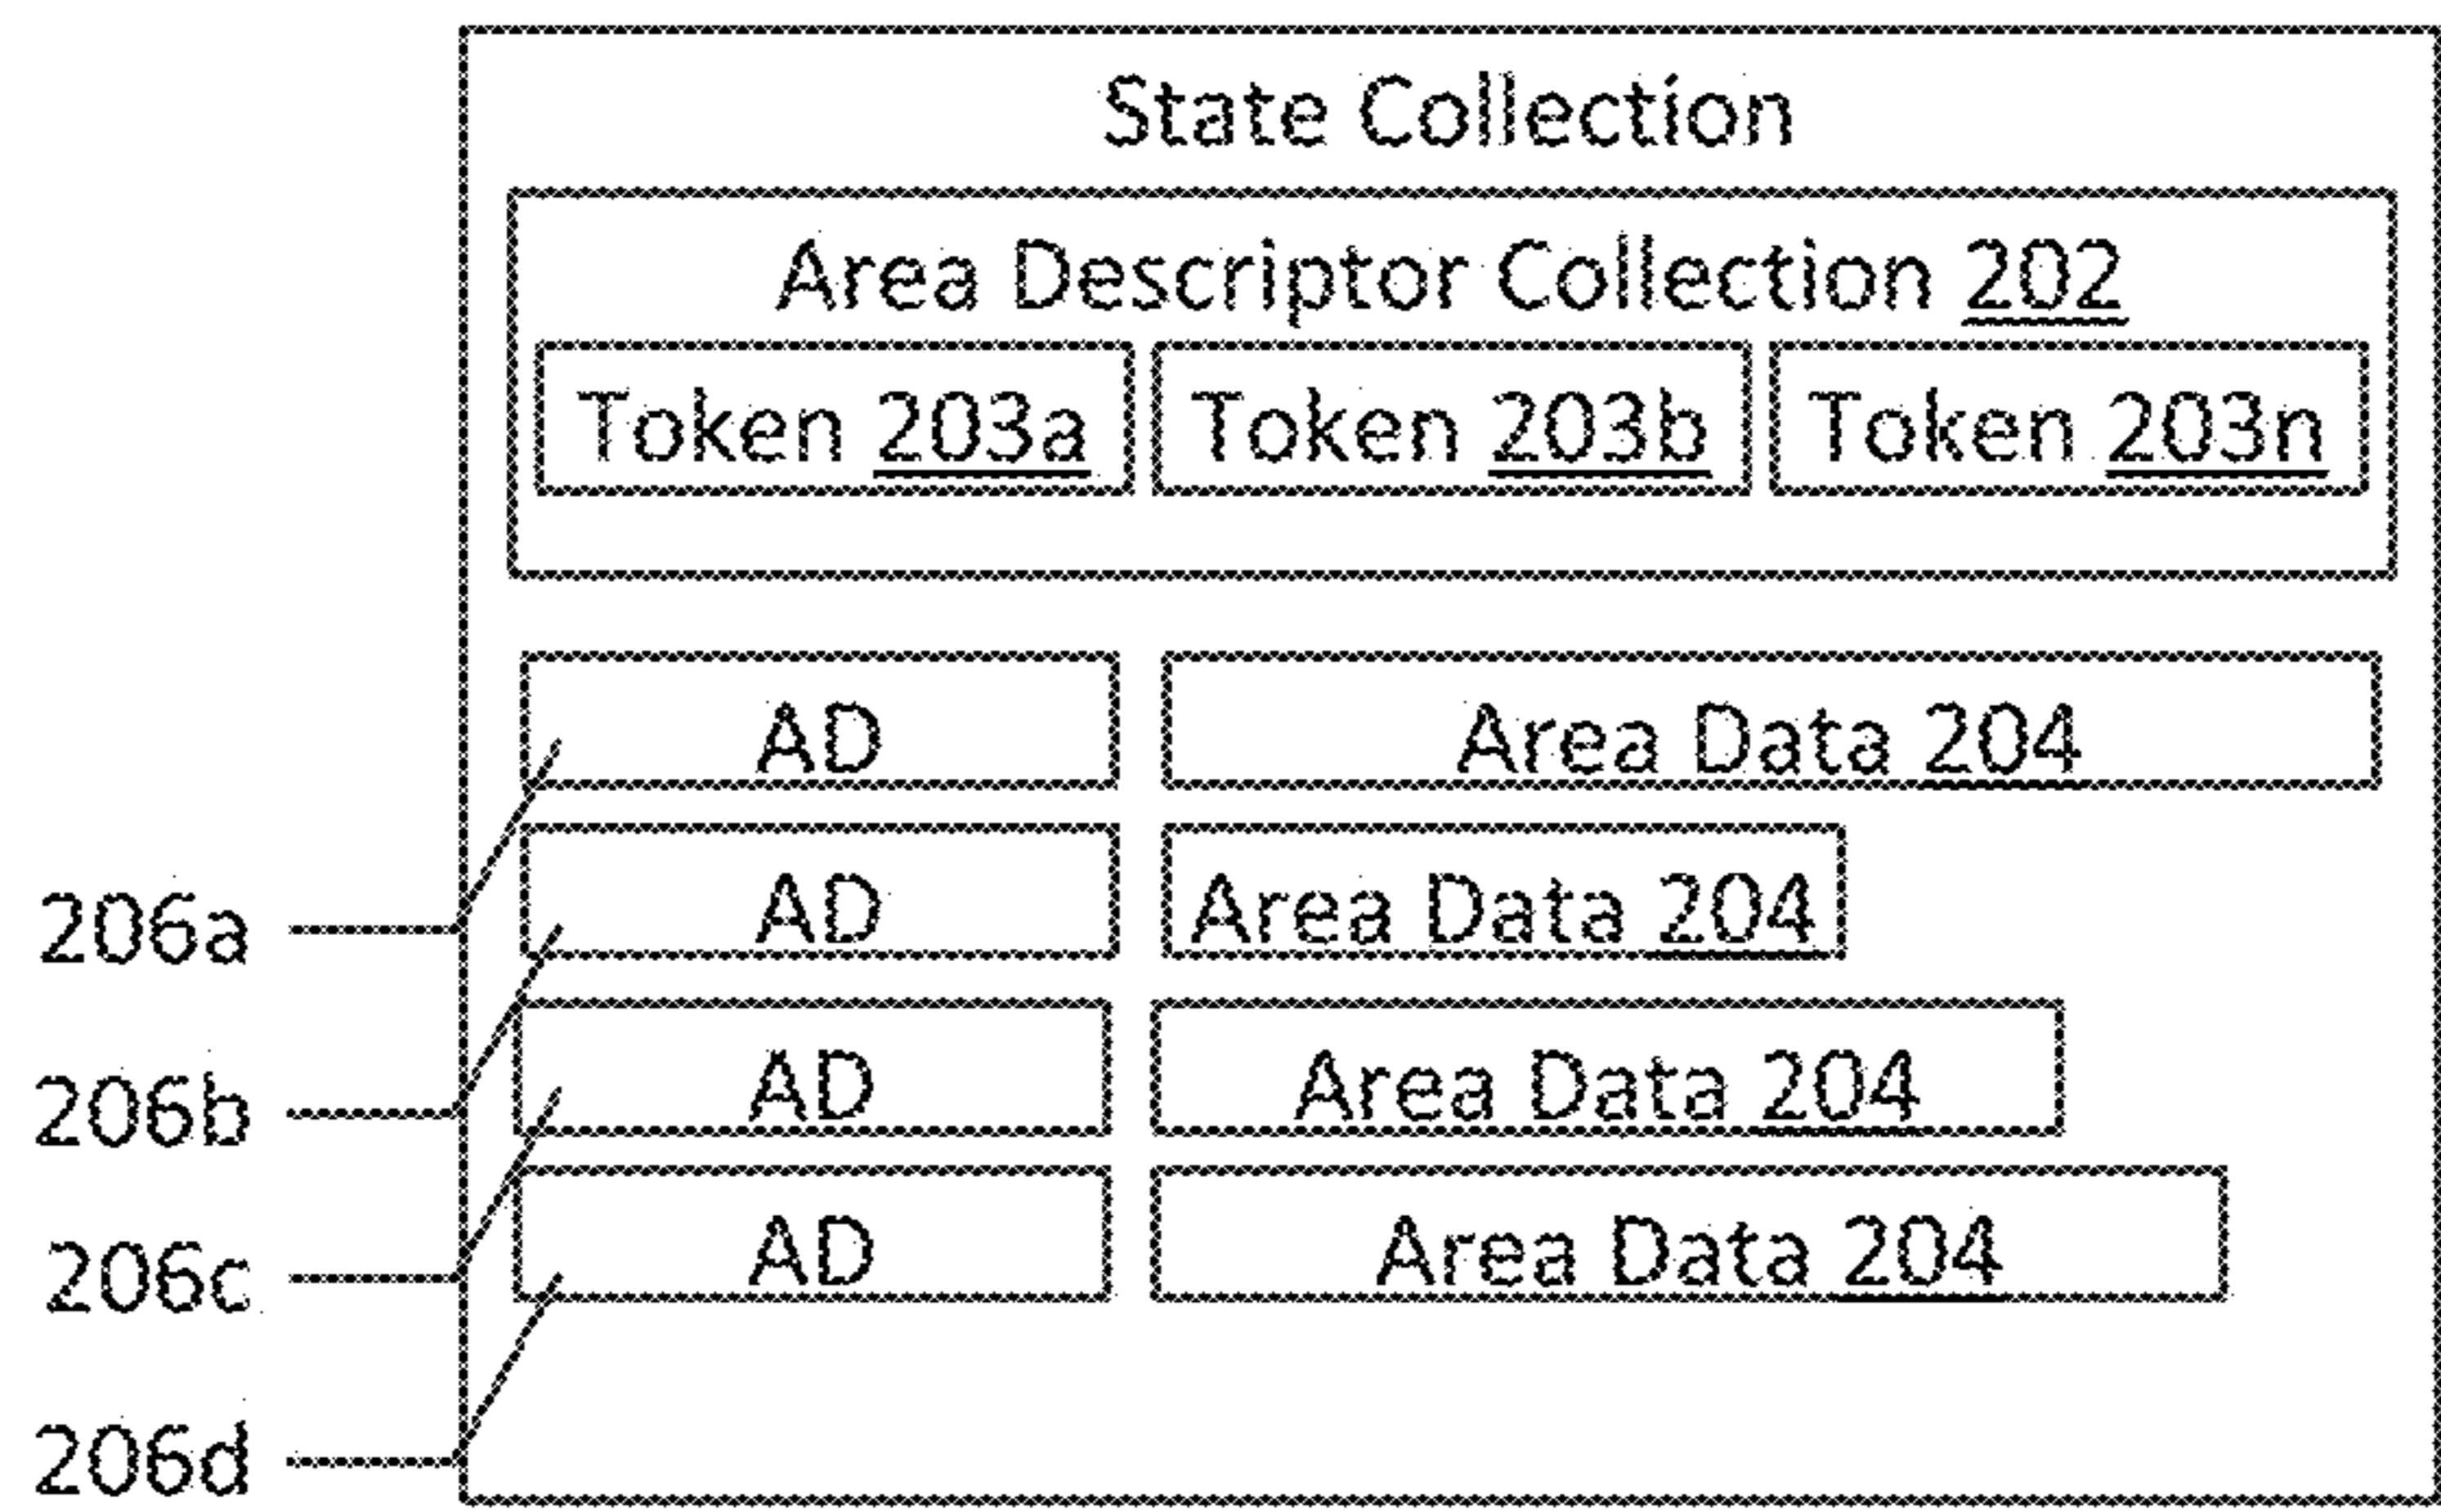 State Collection
Area Descriptor Collection 202
Token 203a Token 203b Token 203n
AD Area Data 204
206a AD Area Data 204
206b AD Area Data 204
206c AD Area Data 204
206d